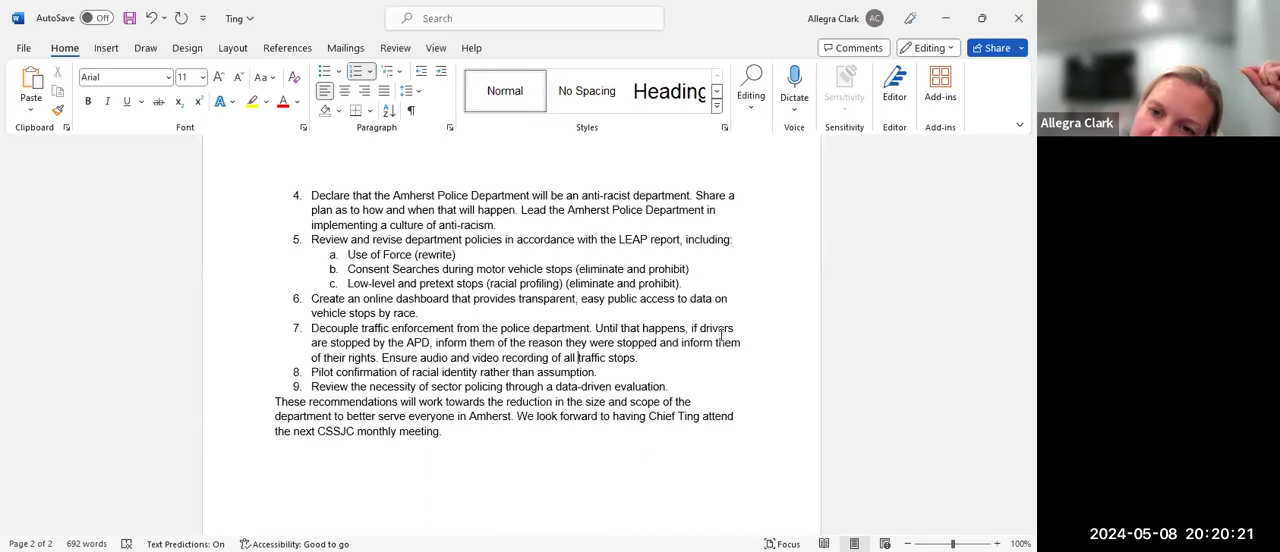 AutoSave Off Ting Search Allegra Clark AC
File Home Insert Draw Design Layout References Mailings Review View Help Comments Editing Share
Arial 11 A A Aa A Normal No Spacing Heading
Paste B I U ab x₂ x² A A Editing Dictate Sensitivity Editor Add-ins
Clipboard Font Paragraph Styles Voice Sensitivity Editor Add-ins
Allegra Clark
4. Declare that the Amherst Police Department will be an anti-racist department. Share a
plan as to how and when that will happen. Lead the Amherst Police Department in
implementing a culture of anti-racism.
5. Review and revise department policies in accordance with the LEAP report, including:
a. Use of Force (rewrite)
b. Consent Searches during motor vehicle stops (eliminate and prohibit)
c. Low-level and pretext stops (racial profiling) (eliminate and prohibit).
6. Create an online dashboard that provides transparent, easy public access to data on
vehicle stops by race.
7. Decouple traffic enforcement from the police department. Until that happens, if drivers
are stopped by the APD, inform them of the reason they were stopped and inform them
of their rights. Ensure audio and video recording of all traffic stops.
8. Pilot confirmation of racial identity rather than assumption.
9. Review the necessity of sector policing through a data-driven evaluation.
These recommendations will work towards the reduction in the size and scope of the
department to better serve everyone in Amherst. We look forward to having Chief Ting attend
the next CSSJC monthly meeting.
Page 2 of 2 692 words Text Predictions: On Accessibility: Good to go Focus 100%
2024-05-08 20:20:21